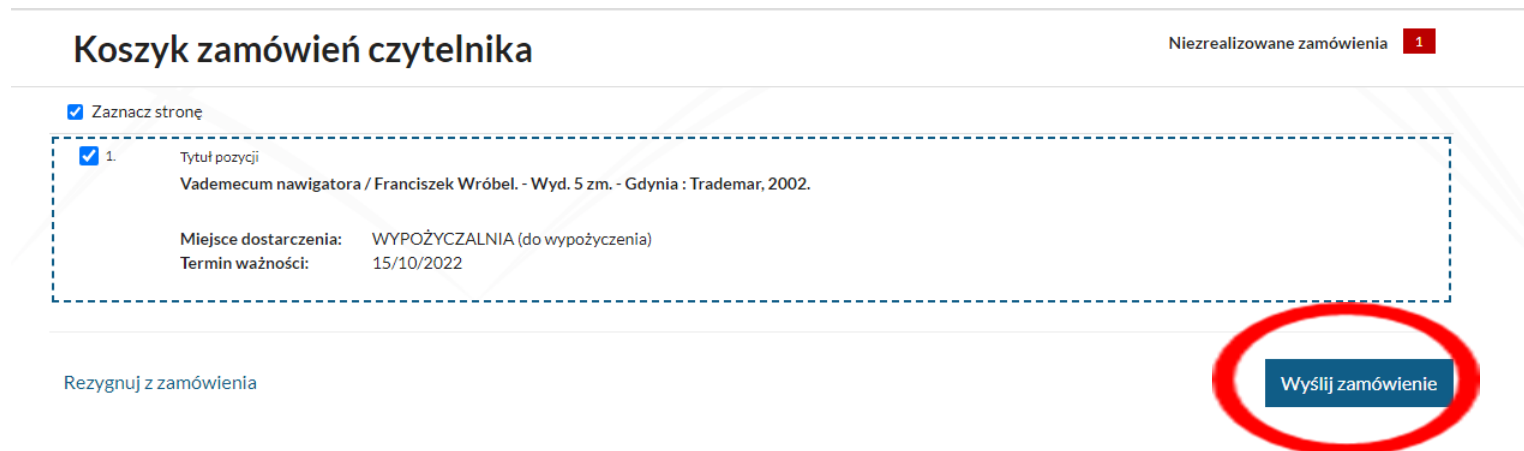 Koszyk zamówień czytelnika
Niezrealizowane zamówienia 1
Zaznacz stronę
1. Tytuł pozycji
Vademecum nawigatora / Franciszek Wróbel. - Wyd. 5 zm. - Gdynia : Trademar, 2002.
Miejsce dostarczenia: WYPOŻYCZALNIA (do wypożyczenia)
Termin ważności: 15/10/2022
Rezygnuj z zamówienia
Wyślij zamówienie